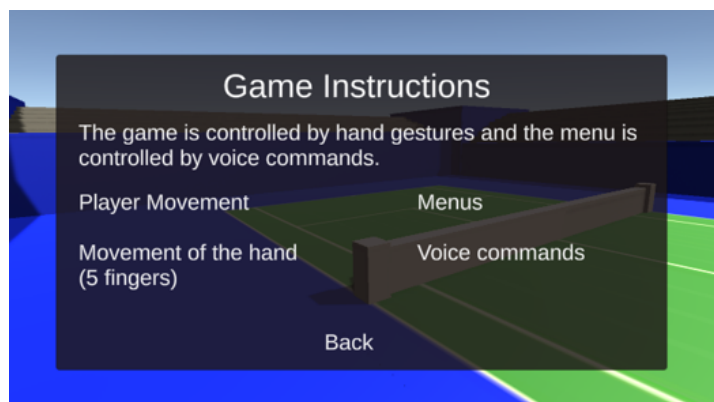 Game Instructions
The game is controlled by hand gestures and the menu is
controlled by voice commands.
Player Movement
Menus
Movement of the hand
(5 fingers)
Voice commands
Back